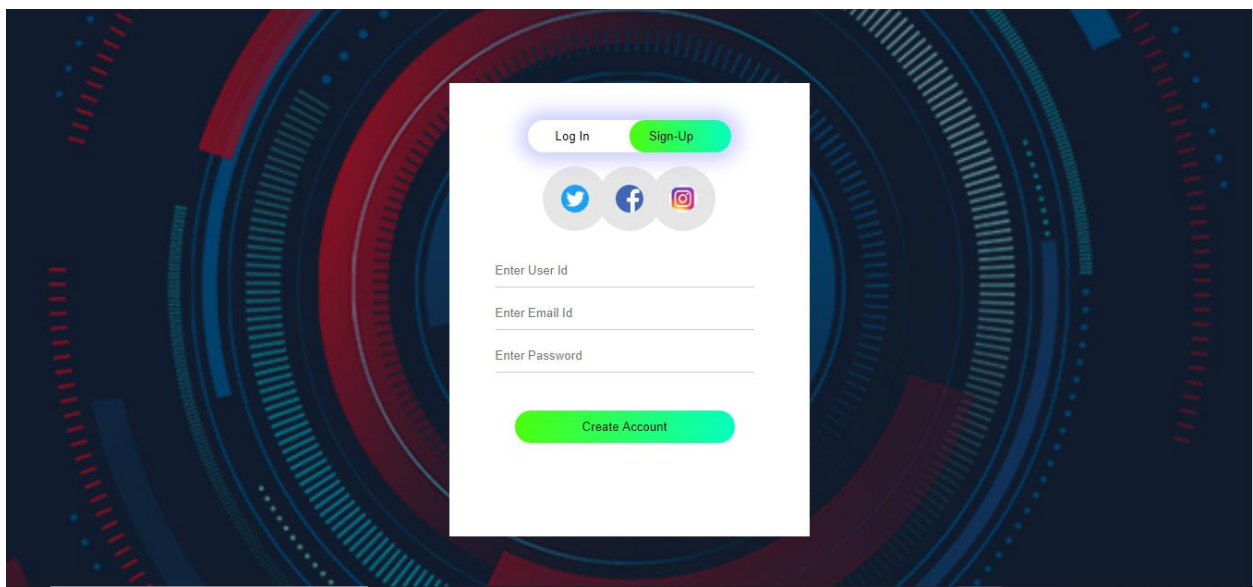 Log In Sign-Up
Enter User Id
Enter Email Id
Enter Password
Create Account